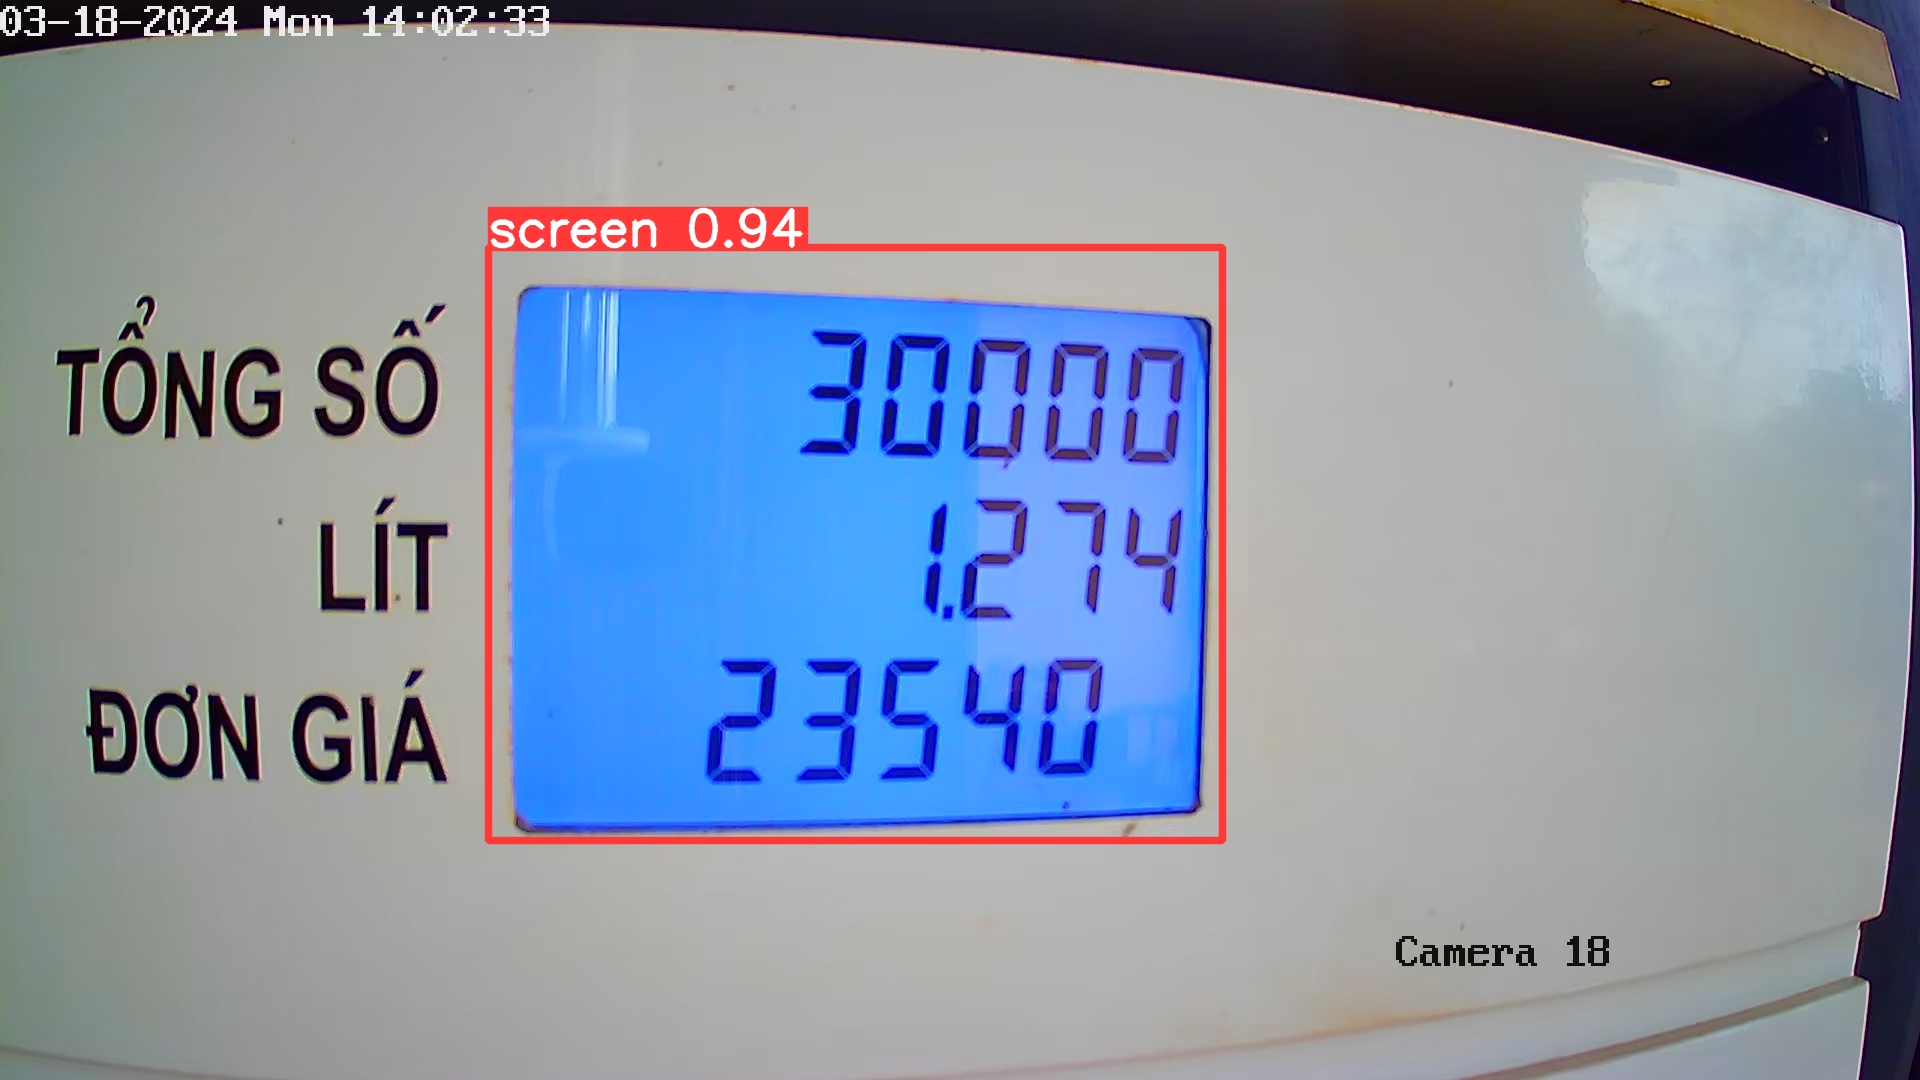 03-18-2024 Mon 14:02:33
screen 0.94
TỔNG SỐ 30000
LÍT 1.274
ĐƠN GIÁ 23540
Camera 18